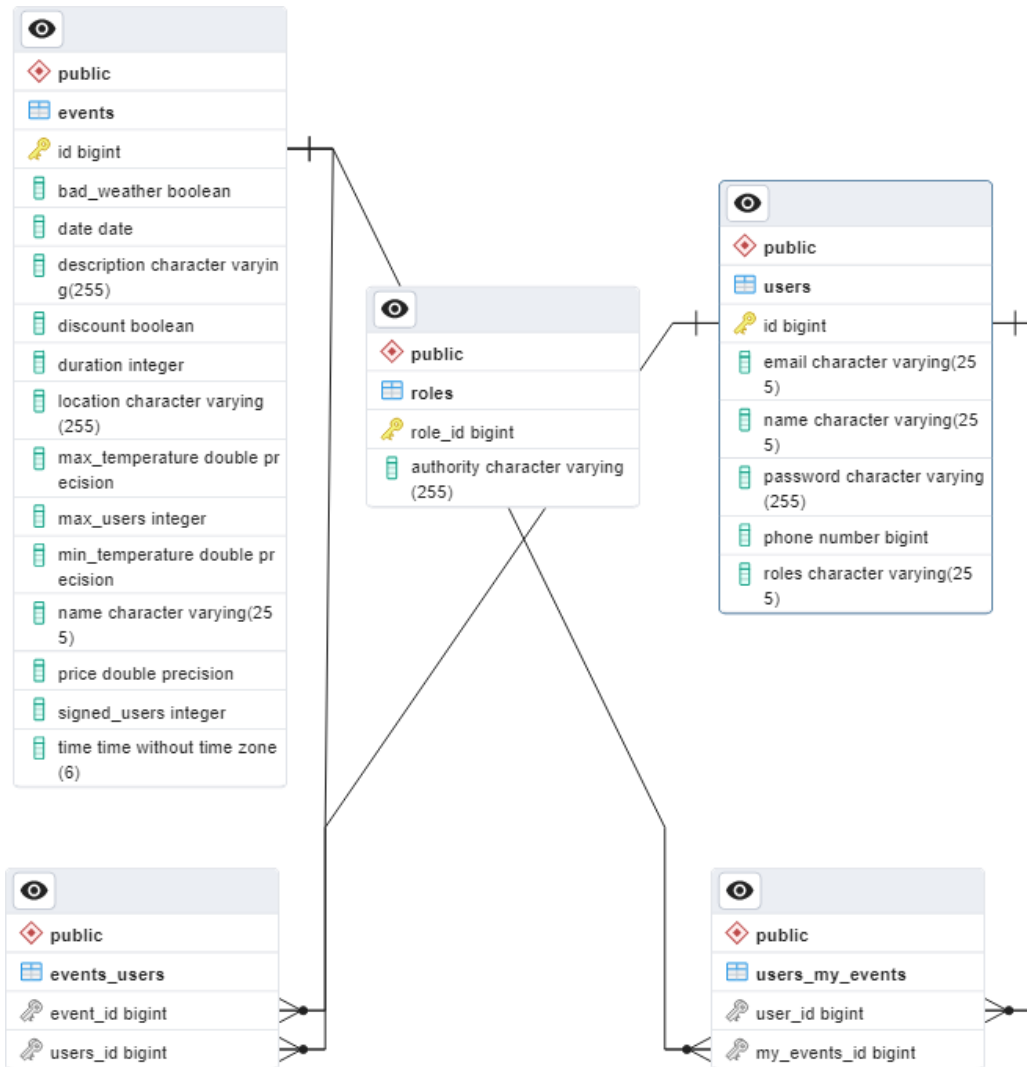 public
events
id bigint
bad_weather boolean
date date
description character varyin
g(255)
discount boolean
duration integer
location character varying
(255)
max_temperature double pr
ecision
max_users integer
min_temperature double pr
ecision
name character varying(25
5)
price double precision
signed_users integer
time time without time zone
(6)
public
roles
role_id bigint
authority character varying
(255)
public
users
id bigint
email character varying(25
5)
name character varying(25
5)
password character varying
(255)
phone number bigint
roles character varying(25
5)
public
events_users
event_id bigint
users_id bigint
public
users_my_events
user_id bigint
my_events_id bigint